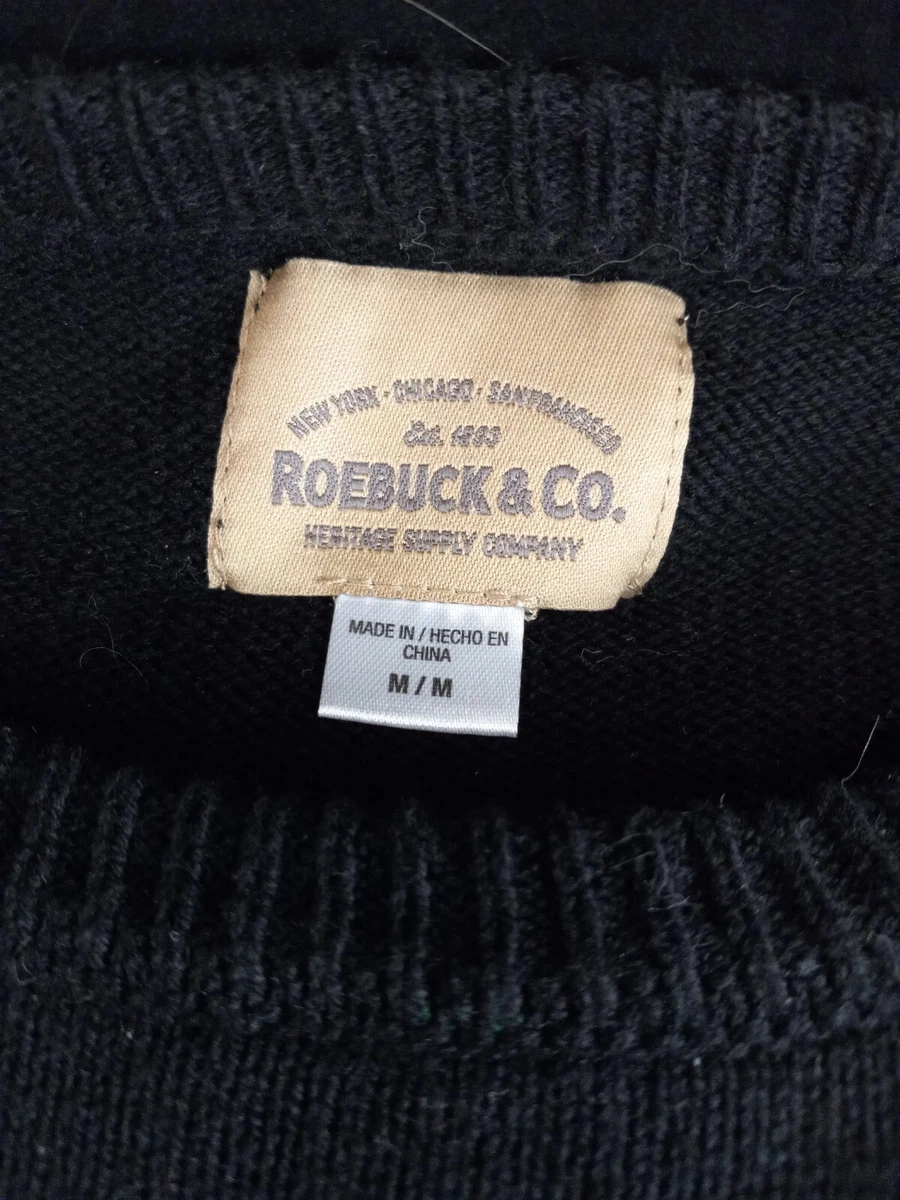 NEW YORK · CHICAGO · SAN FRANCISCO
Est. 1893
ROEBUCK & CO.
HERITAGE SUPPLY COMPANY
MADE IN / HECHO EN
CHINA
M / M